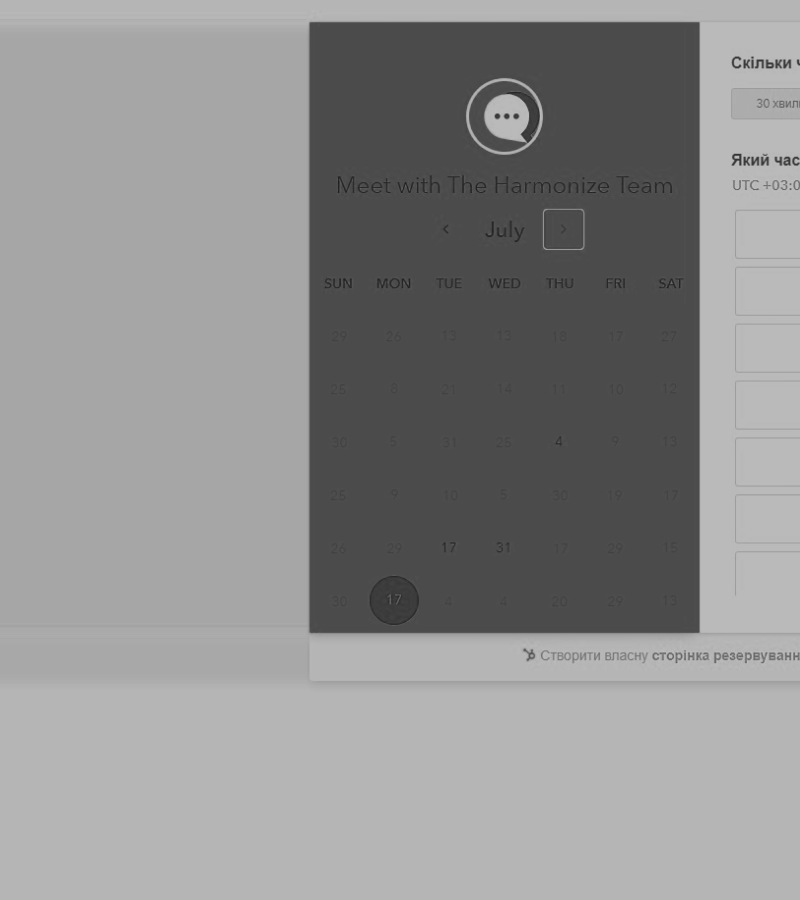 Скільки
30 хвил
Який час
Meet with The Harmonize Team
UTC +03:0
July
SUN MON TUE WED THU FRI SAT
29 26 13 13 18 17 27
25 8 21 14 11 10 12
30 5 31 25 4 9 13
25 9 10 5 30 19 17
26 29 17 31 17 29 15
30 17 4 4 20 29 13
Створити власну сторінка резервуванн